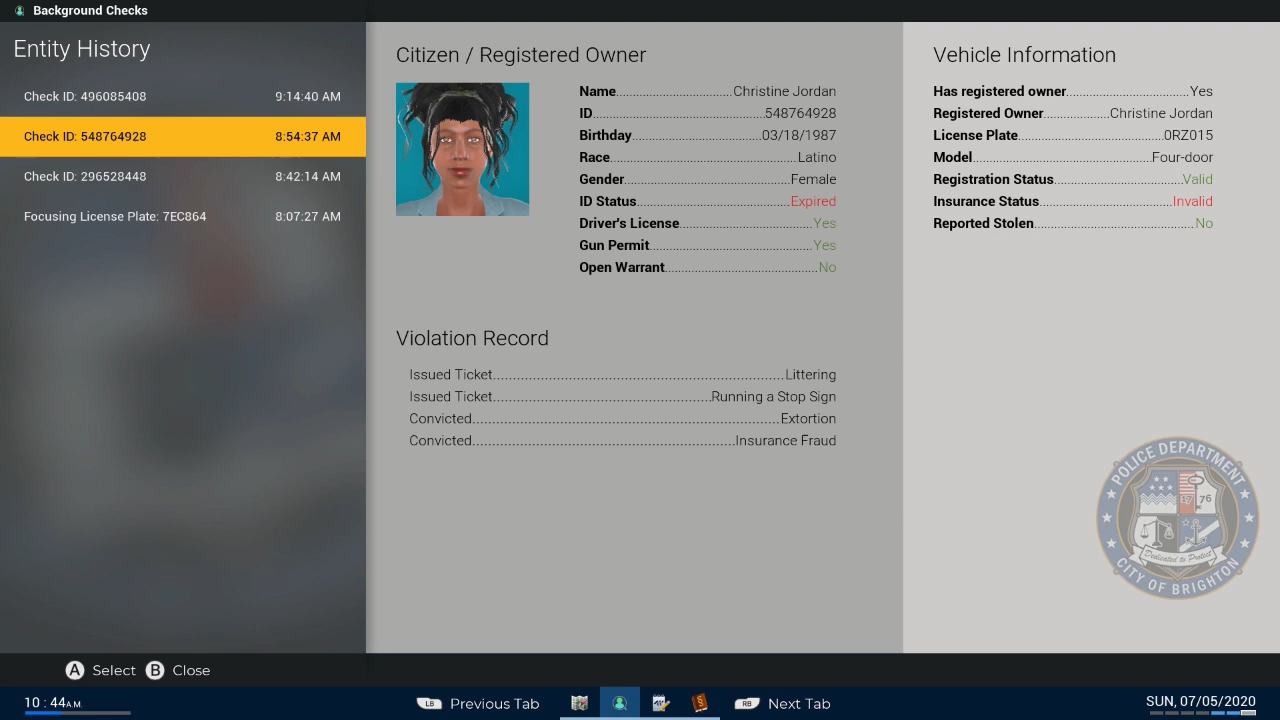 Background Checks
Entity History
Check ID: 496085408 9:14:40 AM
Check ID: 548764928 8:54:37 AM
Check ID: 296528448 8:42:14 AM
Focusing License Plate: 7EC864 8:07:27 AM
Citizen / Registered Owner
Name Christine Jordan
ID 548764928
Birthday 03/18/1987
Race Latino
Gender Female
ID Status Expired
Driver's License Yes
Gun Permit Yes
Open Warrant No
Violation Record
Issued Ticket Littering
Issued Ticket Running a Stop Sign
Convicted Extortion
Convicted Insurance Fraud
Vehicle Information
Has registered owner Yes
Registered Owner Christine Jordan
License Plate 0RZ015
Model Four-door
Registration Status Valid
Insurance Status Invalid
Reported Stolen No
POLICE DEPARTMENT
17 76
Dedicated to Protect
CITY OF BRIGHTON
A Select B Close
10 : 44 A.M.
LB Previous Tab
RB Next Tab
SUN, 07/05/2020